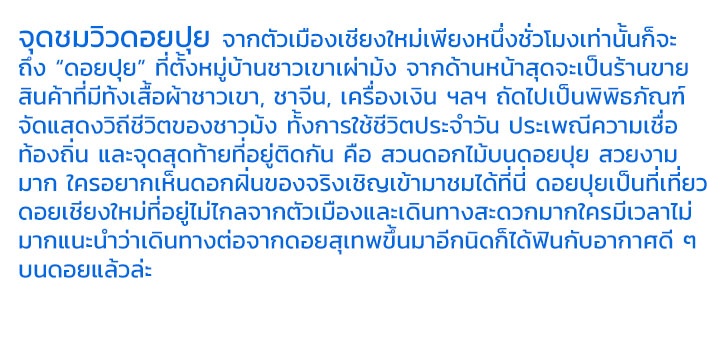 จุดชมวิวดอยปุย จากตัวเมืองเชียงใหม่เพียงหนึ่งชั่วโมงเท่านั้นก็จะ
ถึง “ดอยปุย” ที่ตั้งหมู่บ้านชาวเขาเผ่าม้ง จากด้านหน้าสุดจะเป็นร้านขาย
สินค้าที่มีทั้งเสื้อผ้าชาวเขา, ชาจีน, เครื่องเงิน ฯลฯ ถัดไปเป็นพิพิธภัณฑ์
จัดแสดงวิถีชีวิตของชาวม้ง ทั้งการใช้ชีวิตประจำวัน ประเพณีความเชื่อ
ท้องถิ่น และจุดสุดท้ายที่อยู่ติดกัน คือ สวนดอกไม้บนดอยปุย สวยงาม
มาก ใครอยากเห็นดอกฝิ่นของจริงเชิญเข้ามาชมได้ที่นี่ ดอยปุยเป็นที่เที่ยว
ดอยเชียงใหม่ที่อยู่ไม่ไกลจากตัวเมืองและเดินทางสะดวกมากใครมีเวลาไม่
มากแนะนำว่าเดินทางต่อจากดอยสุเทพขึ้นมาอีกนิดก็ได้ฟินกับอากาศดี ๆ
บนดอยแล้วล่ะ